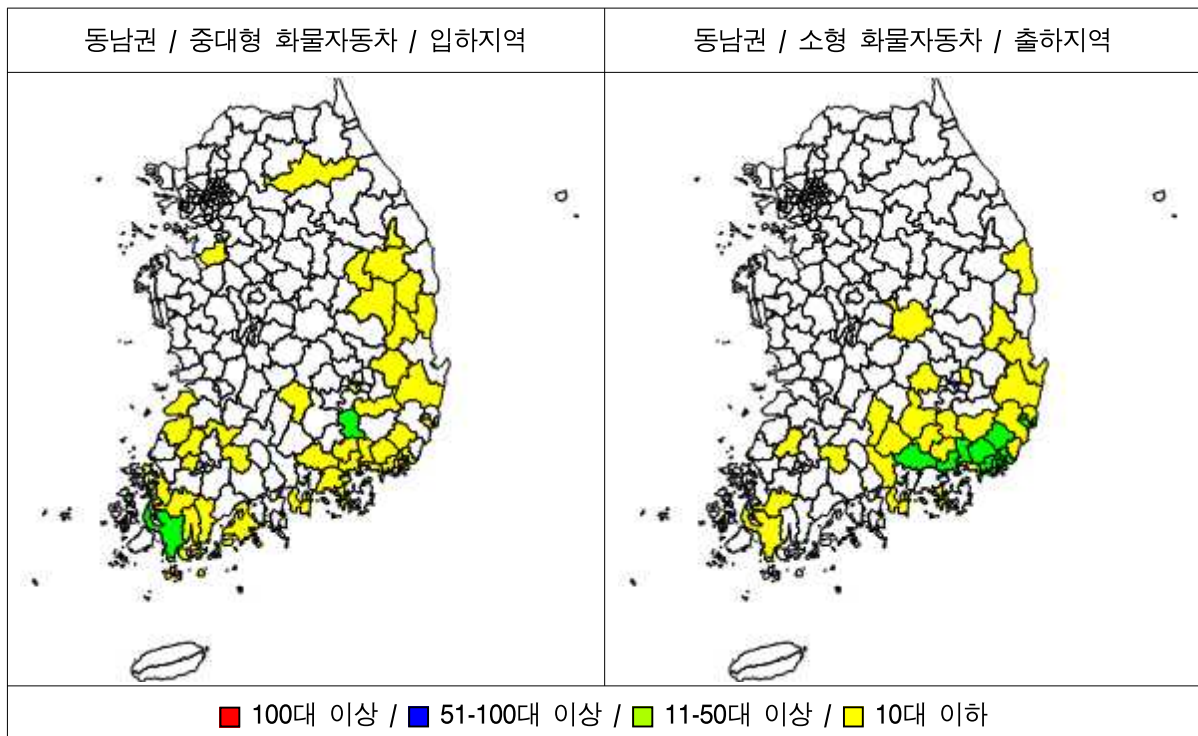 동남권 / 중대형 화물자동차 / 입하지역
동남권 / 소형 화물자동차 / 출하지역
100대 이상 / 51-100대 이상 / 11-50대 이상 / 10대 이하